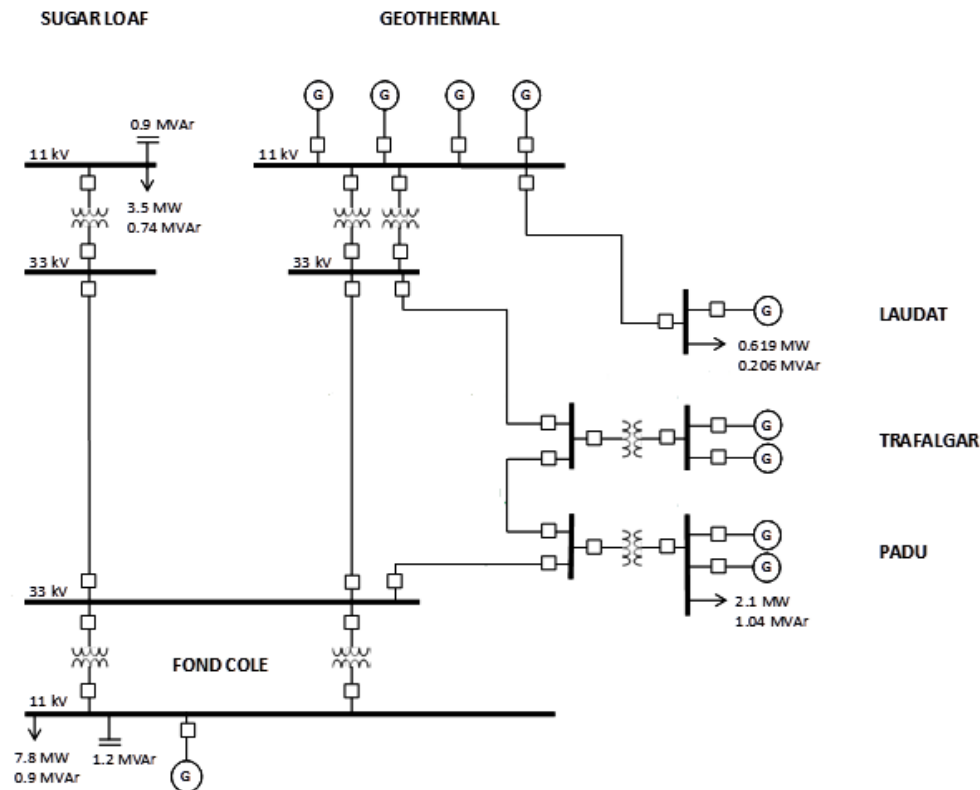 SUGAR LOAF
GEOTHERMAL
G
G
G
G
0.9 MVAr
11 kV
11 kV
3.5 MW
0.74 MVAr
33 kV
33 kV
G
LAUDAT
0.619 MW
0.206 MVAr
G
TRAFALGAR
G
G
PADU
G
2.1 MW
1.04 MVAr
33 kV
FOND COLE
11 kV
7.8 MW
0.9 MVAr
1.2 MVAr
G